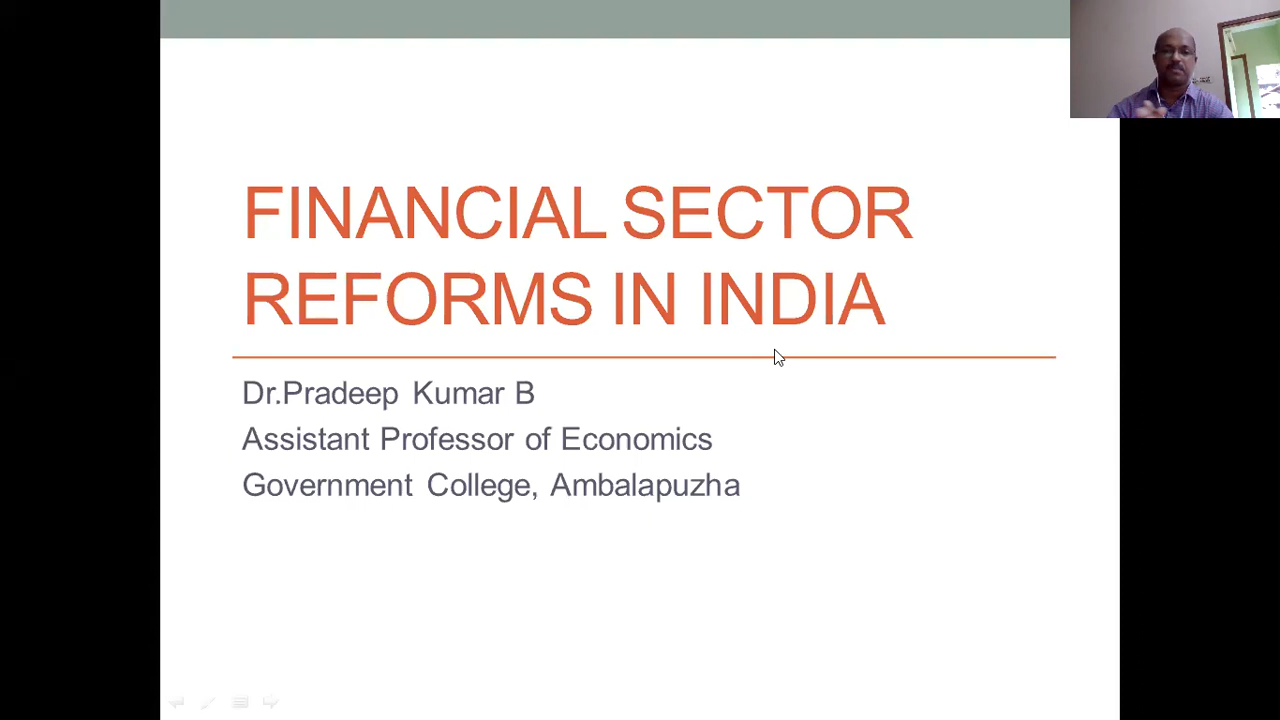 FINANCIAL SECTOR
REFORMS IN INDIA
Dr.Pradeep Kumar B
Assistant Professor of Economics
Government College, Ambalapuzha